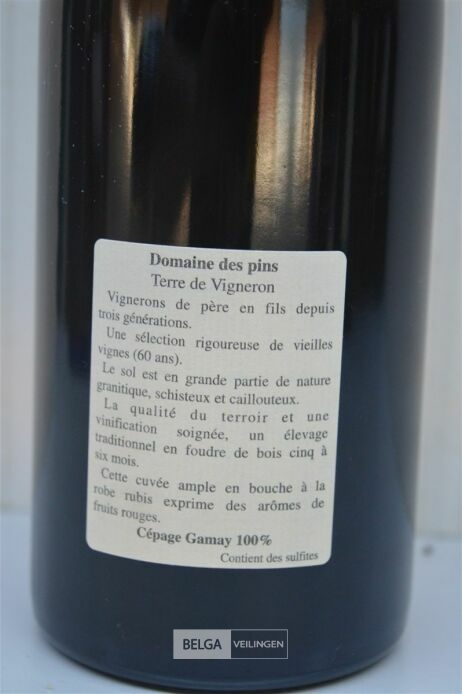 Domaine des pins
Terre de Vigneron
Vignerons de père en fils depuis
trois générations.
Une sélection rigoureuse de vieilles
vignes (60 ans).
Le sol est en grande partie de nature
granitique, schisteux et caillouteux.
La qualité du terroir et une
vinification soignée, un élevage
traditionnel en foudre de bois cinq à
six mois.
Cette cuvée ample en bouche à la
robe rubis exprime des arômes de
fruits rouges.
Cépage Gamay 100%
Contient des sulfites
BELGA VEILINGEN